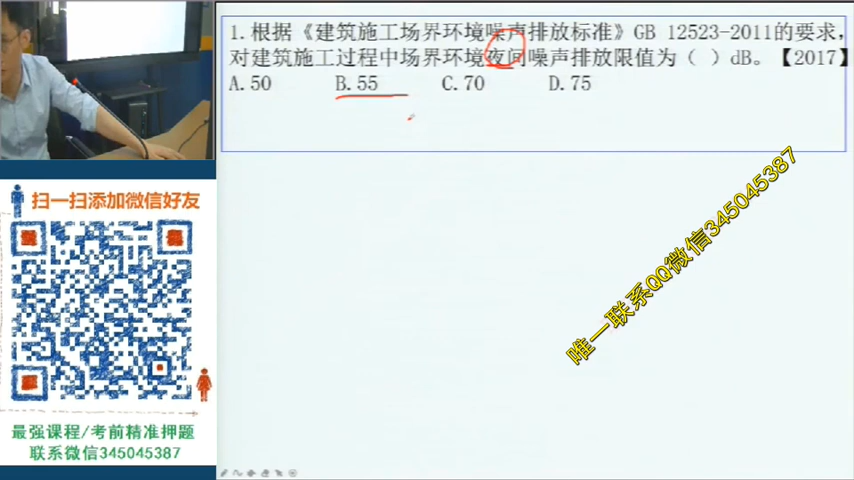 1.根据《建筑施工场界环境噪声排放标准》GB 12523-2011的要求，
对建筑施工过程中场界环境夜间噪声排放限值为（ ）dB。【2017】
A.50 B.55 C.70 D.75
扫一扫添加微信好友
唯一联系QQ微信345045387
最强课程/考前精准押题
联系微信345045387